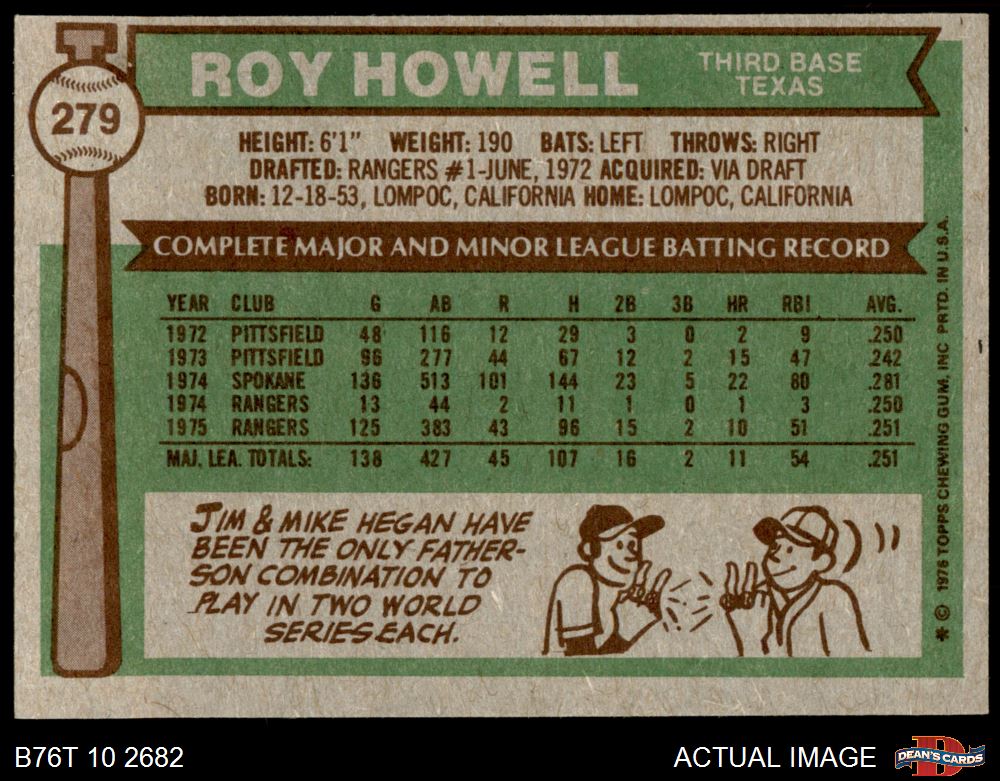 ROY HOWELL
THIRD BASE
TEXAS
279
HEIGHT: 6'1" WEIGHT: 190 BATS: LEFT THROWS: RIGHT
DRAFTED: RANGERS #1-JUNE, 1972 ACQUIRED: VIA DRAFT
BORN: 12-18-53, LOMPOC, CALIFORNIA HOME: LOMPOC, CALIFORNIA
COMPLETE MAJOR AND MINOR LEAGUE BATTING RECORD
YEAR CLUB G AB R H 2B 3B HR RBI AVG.
1972 PITTSFIELD 48 116 12 29 3 0 2 9 .250
1973 PITTSFIELD 96 277 44 67 12 2 15 47 .242
1974 SPOKANE 136 513 101 144 23 5 22 80 .281
1974 RANGERS 13 44 2 11 1 0 1 3 .250
1975 RANGERS 125 383 43 96 15 2 10 51 .251
MAJ. LEA. TOTALS: 138 427 45 107 16 2 11 54 .251
JIM & MIKE HEGAN HAVE
BEEN THE ONLY FATHER-
SON COMBINATION TO
PLAY IN TWO WORLD
SERIES EACH.
* © 1976 TOPPS CHEWING GUM, INC PRTD. IN U.S.A.
B76T 10 2682
ACTUAL IMAGE
D
DEAN'S CARDS